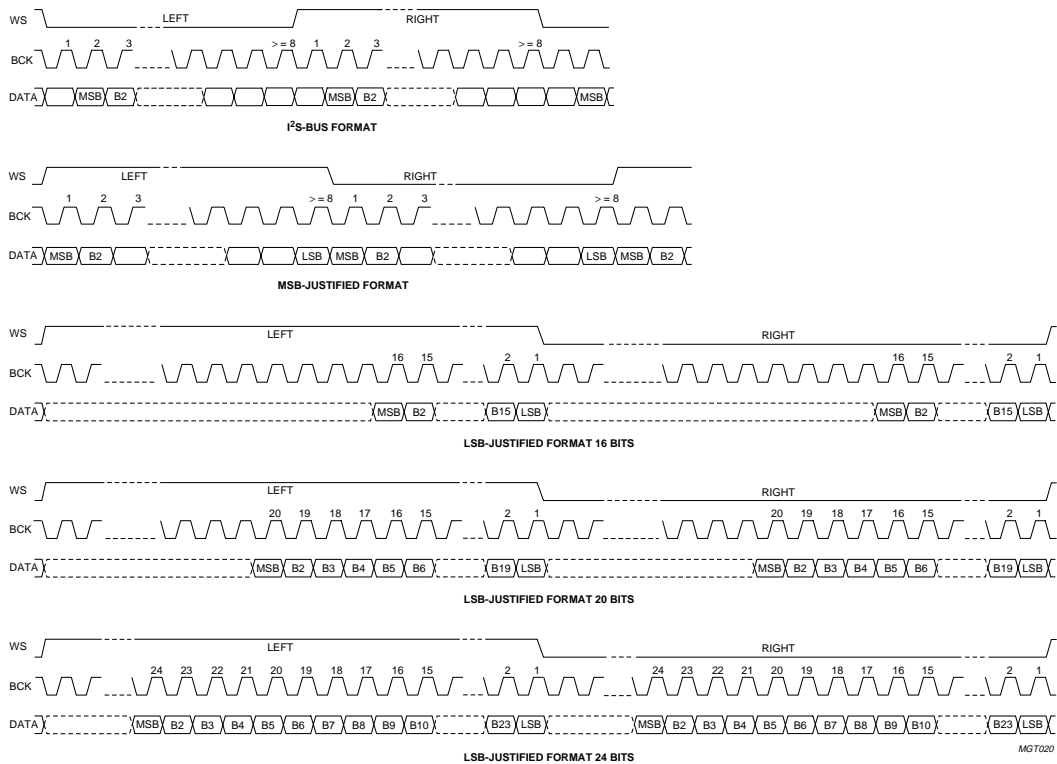 WS LEFT RIGHT
1 2 3 > = 8 1 2 3 > = 8
BCK
DATA MSB B2 MSB B2 MSB
I²S-BUS FORMAT
WS LEFT RIGHT
1 2 3 > = 8 1 2 3 > = 8
BCK
DATA MSB B2 LSB MSB B2 LSB MSB B2
MSB-JUSTIFIED FORMAT
WS LEFT RIGHT
16 15 2 1 16 15 2 1
BCK
DATA MSB B2 B15 LSB MSB B2 B15 LSB
LSB-JUSTIFIED FORMAT 16 BITS
WS LEFT RIGHT
20 19 18 17 16 15 2 1 20 19 18 17 16 15 2 1
BCK
DATA MSB B2 B3 B4 B5 B6 B19 LSB MSB B2 B3 B4 B5 B6 B19 LSB
LSB-JUSTIFIED FORMAT 20 BITS
WS LEFT RIGHT
24 23 22 21 20 19 18 17 16 15 2 1 24 23 22 21 20 19 18 17 16 15 2 1
BCK
DATA MSB B2 B3 B4 B5 B6 B7 B8 B9 B10 B23 LSB MSB B2 B3 B4 B5 B6 B7 B8 B9 B10 B23 LSB
LSB-JUSTIFIED FORMAT 24 BITS
MGT020